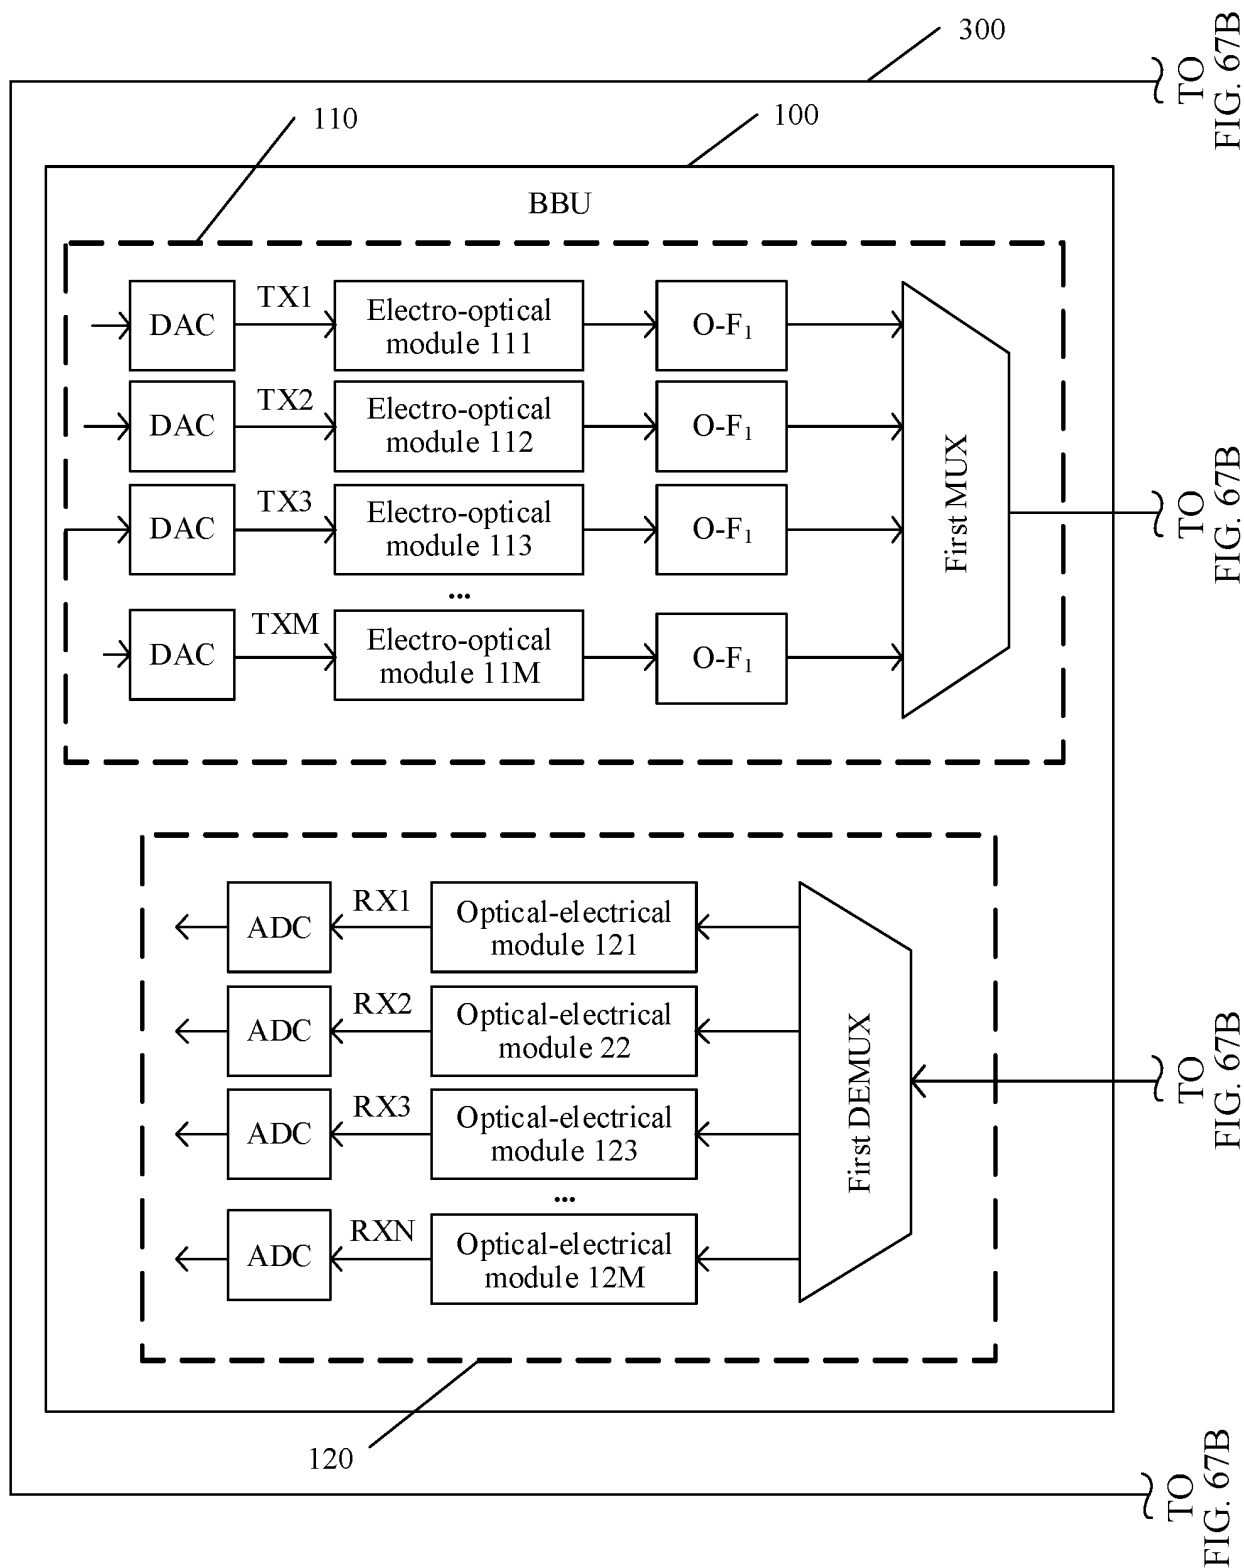 300
TO
FIG. 67B
110
100
BBU
DAC
TX1
Electro-optical
module 111
O-F₁
DAC
TX2
Electro-optical
module 112
O-F₁
DAC
TX3
Electro-optical
module 113
O-F₁
...
DAC
TXM
Electro-optical
module 11M
O-F₁
First MUX
TO
FIG. 67B
ADC
RX1
Optical-electrical
module 121
ADC
RX2
Optical-electrical
module 22
ADC
RX3
Optical-electrical
module 123
...
ADC
RXN
Optical-electrical
module 12M
First DEMUX
TO
FIG. 67B
120
TO
FIG. 67B